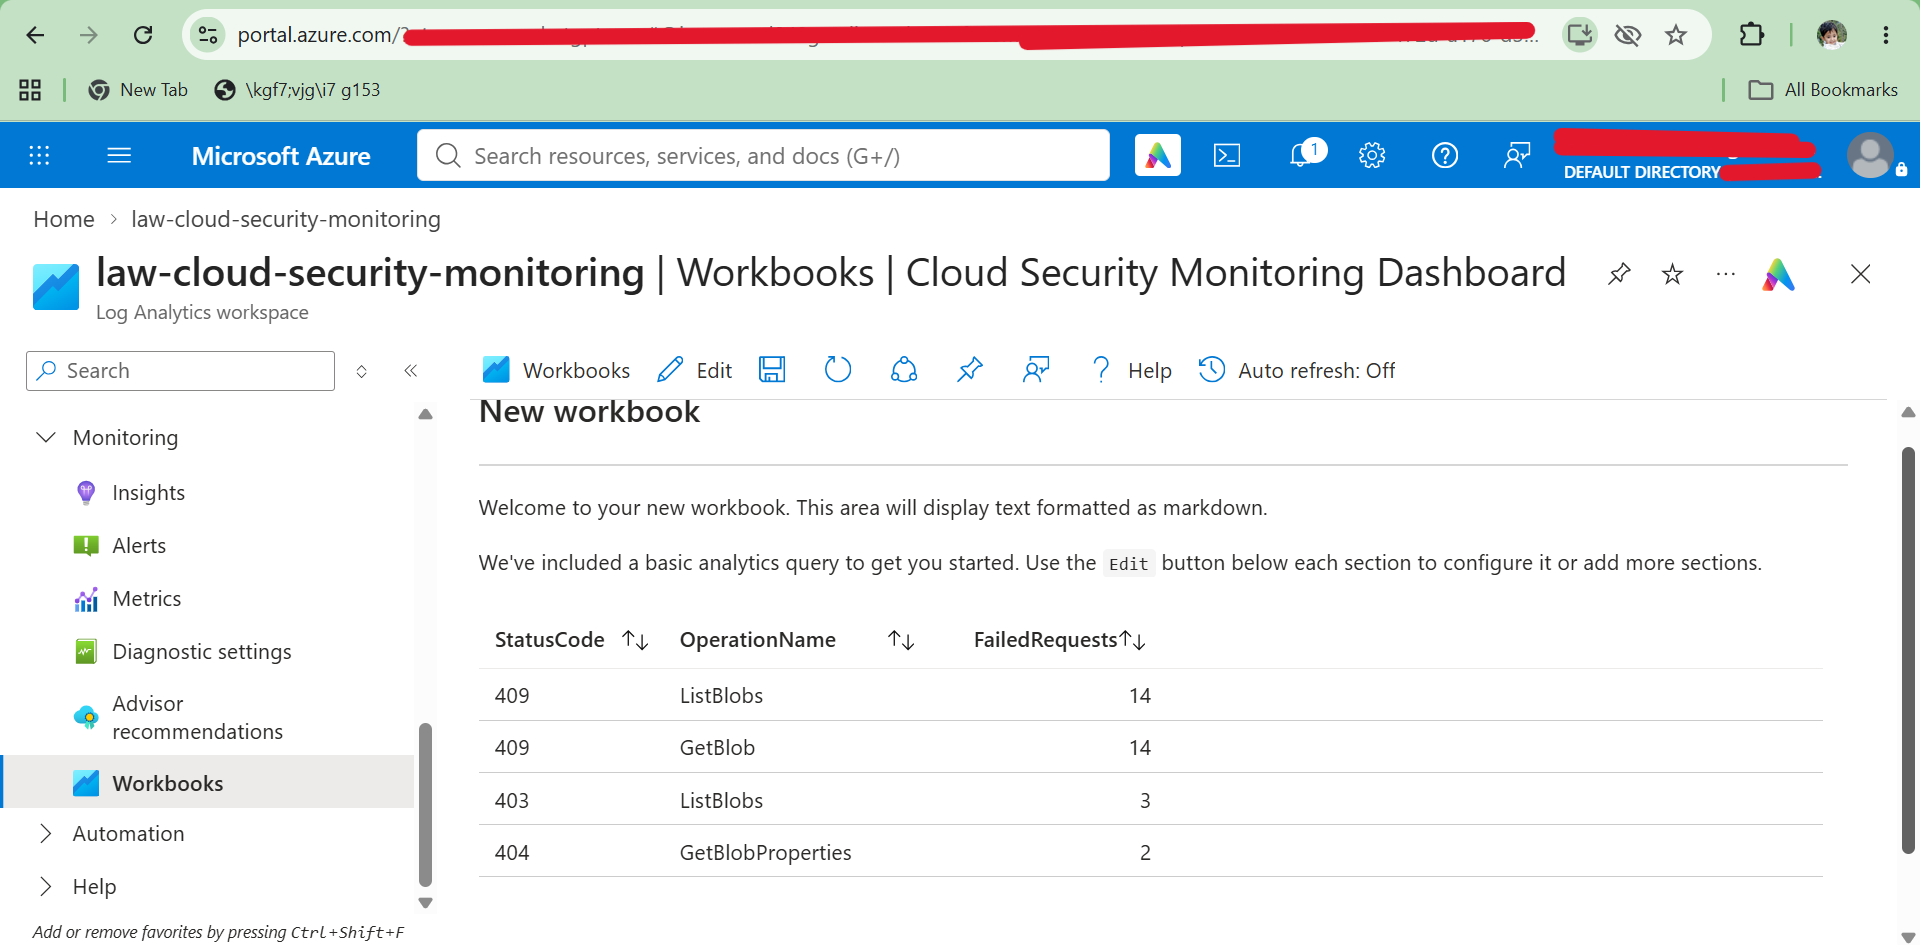 portal.azure.com/
New Tab
\kgf7;vjg\i7 g153
All Bookmarks
Microsoft Azure
Search resources, services, and docs (G+/)
1
DEFAULT DIRECTORY
Home > law-cloud-security-monitoring
law-cloud-security-monitoring | Workbooks | Cloud Security Monitoring Dashboard
Log Analytics workspace
Search
Workbooks
Edit
Help
Auto refresh: Off
Monitoring
Insights
Alerts
Metrics
Diagnostic settings
Advisor
recommendations
Workbooks
Automation
Help
Add or remove favorites by pressing Ctrl+Shift+F
New workbook
Welcome to your new workbook. This area will display text formatted as markdown.
We've included a basic analytics query to get you started. Use the Edit button below each section to configure it or add more sections.
StatusCode OperationName FailedRequests
409 ListBlobs 14
409 GetBlob 14
403 ListBlobs 3
404 GetBlobProperties 2